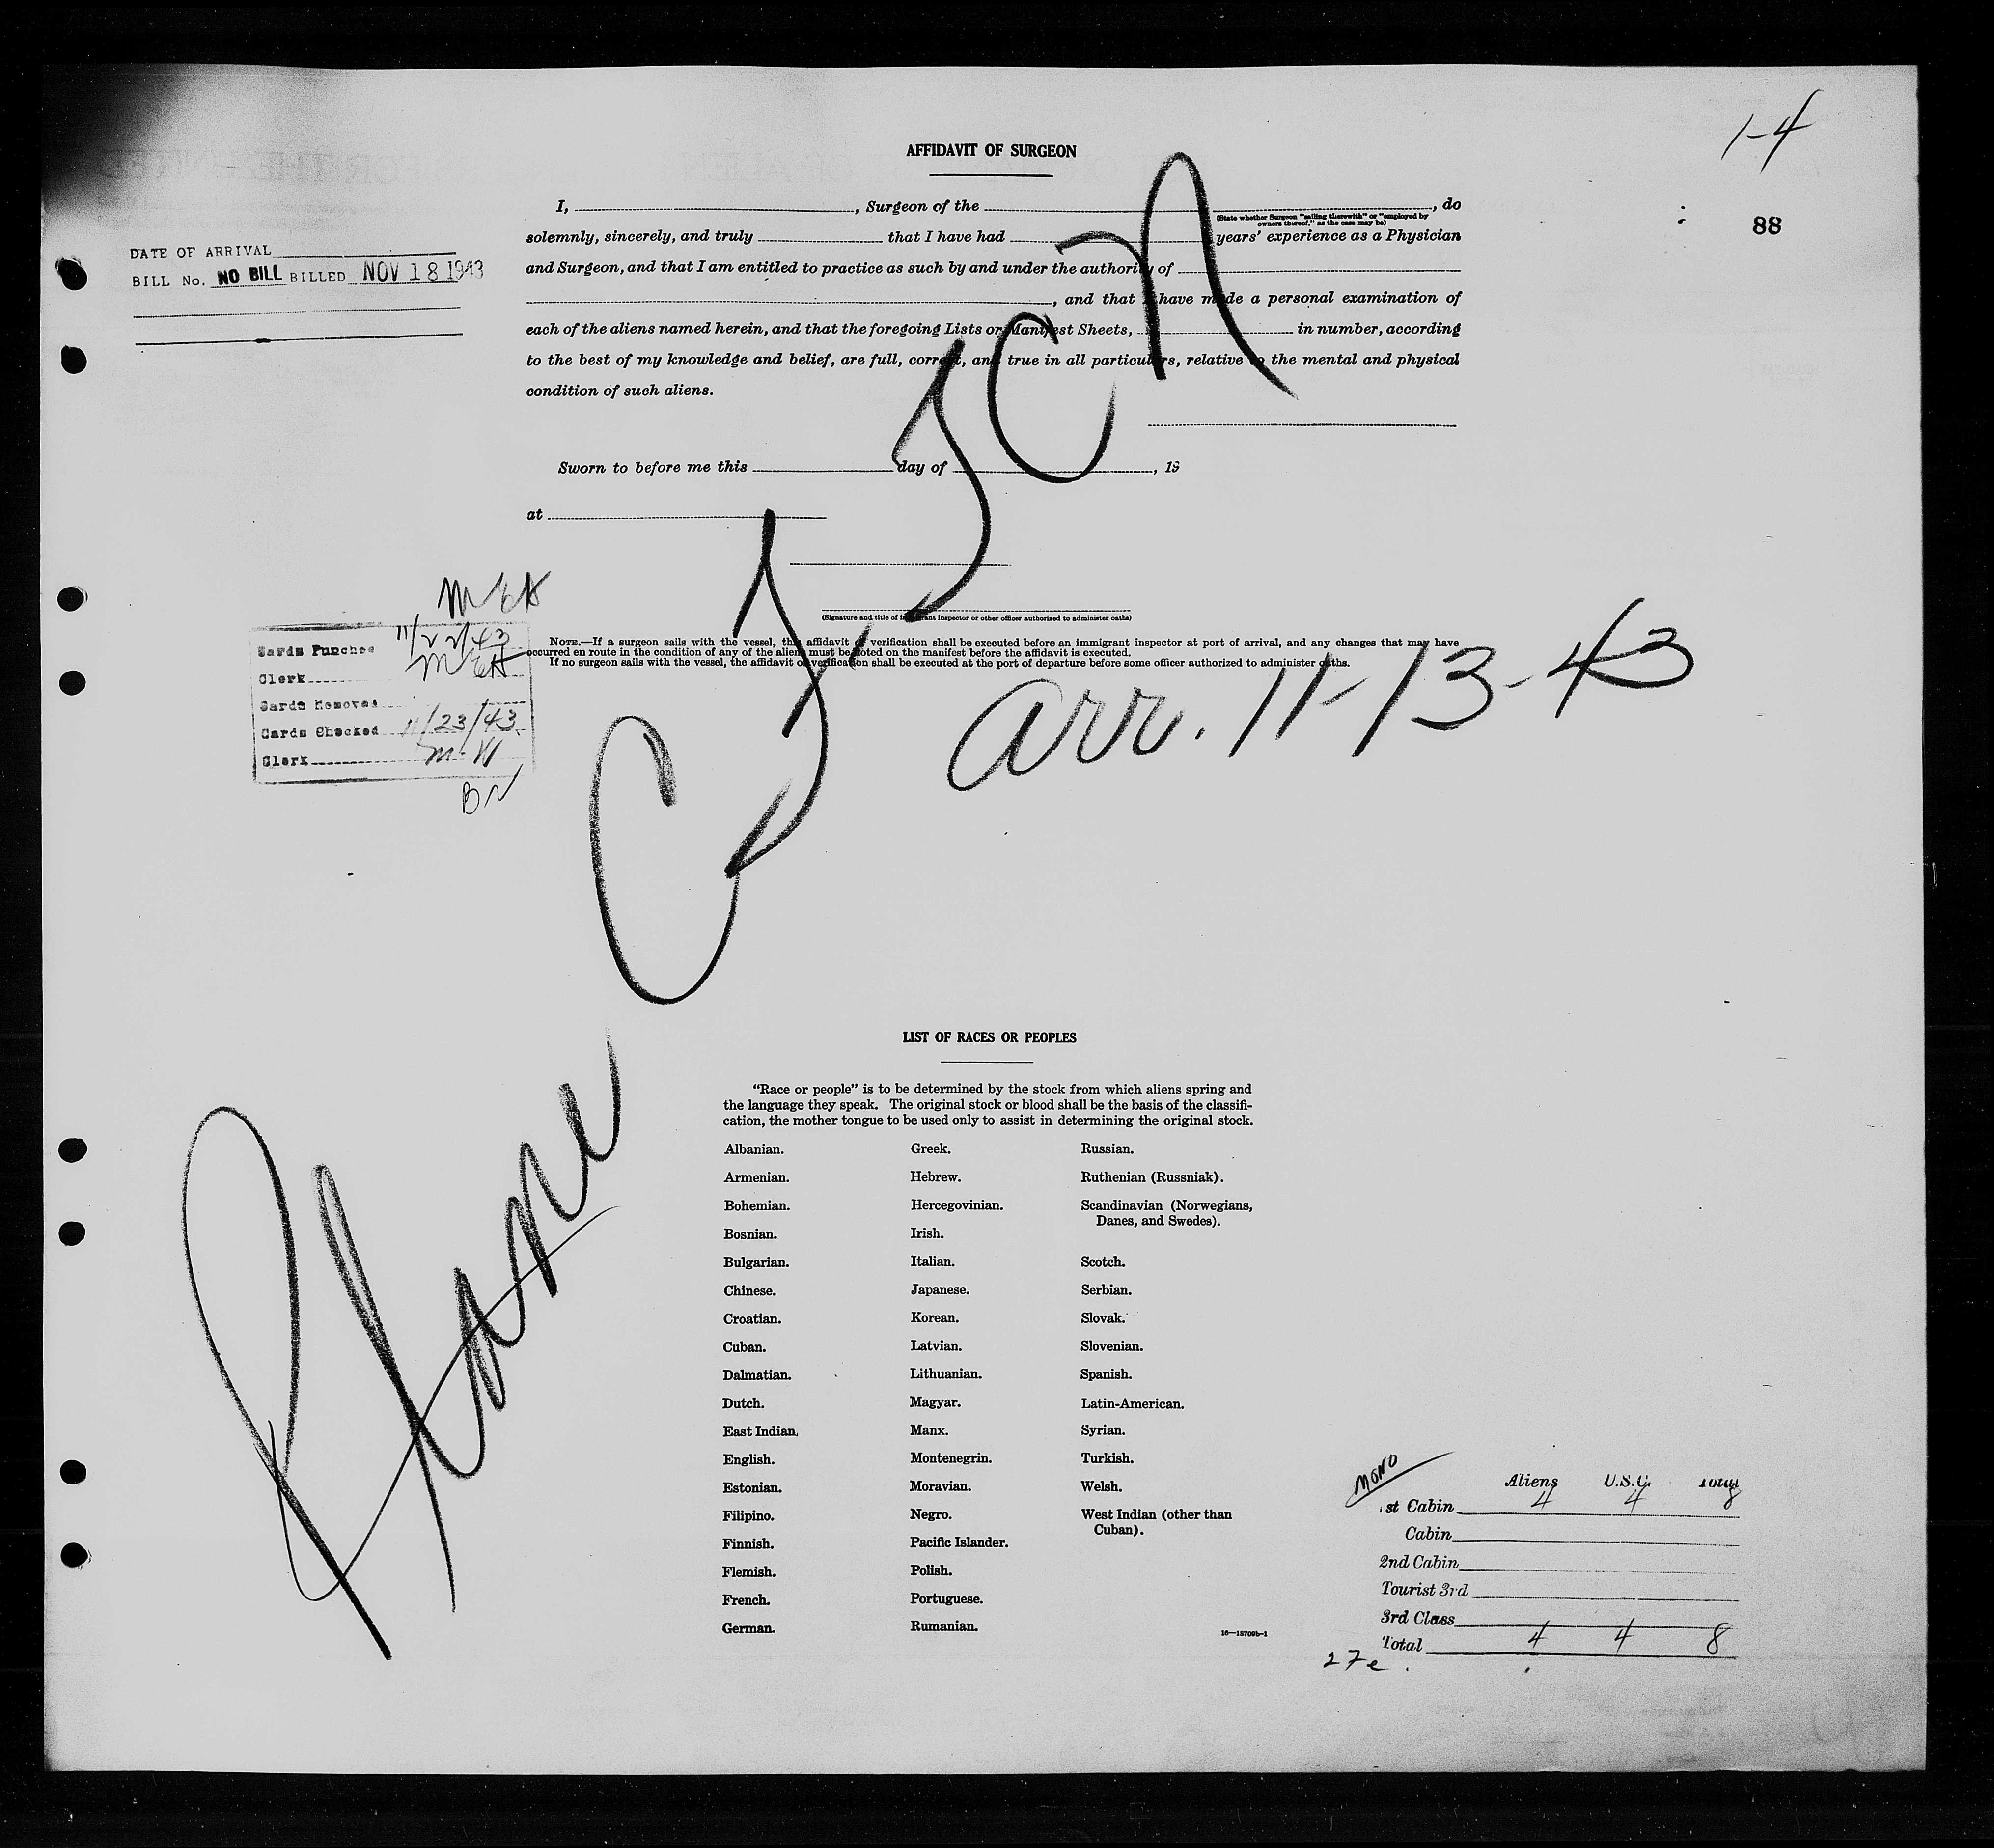 1-4
88
AFFIDAVIT OF SURGEON
I, , Surgeon of the , do
(State whether Surgeon "sailing therewith" or "employed by
owners thereof," as the case may be)
solemnly, sincerely, and truly that I have had years' experience as a Physician
and Surgeon, and that I am entitled to practice as such by and under the authority of
, and that I have made a personal examination of
each of the aliens named herein, and that the foregoing Lists or Manifest Sheets, in number, according
to the best of my knowledge and belief, are full, correct, and true in all particulars, relative to the mental and physical
condition of such aliens.
Sworn to before me this day of , 19
at
(Signature and title of immigrant inspector or other officer authorized to administer oaths)
NOTE.—If a surgeon sails with the vessel, the affidavit of verification shall be executed before an immigrant inspector at port of arrival, and any changes that may have
occurred en route in the condition of any of the aliens must be noted on the manifest before the affidavit is executed.
If no surgeon sails with the vessel, the affidavit of verification shall be executed at the port of departure before some officer authorized to administer oaths.
DATE OF ARRIVAL
BILL No. NO BILL BILLED NOV 18 1943
Cards Punched 11/22/43
Clerk
Cards Removed
Cards Checked 11/23/43
Clerk M-W
Plane
arr. 11-13-43
LIST OF RACES OR PEOPLES
"Race or people" is to be determined by the stock from which aliens spring and
the language they speak. The original stock or blood shall be the basis of the classifi-
cation, the mother tongue to be used only to assist in determining the original stock.
Albanian.
Armenian.
Bohemian.
Bosnian.
Bulgarian.
Chinese.
Croatian.
Cuban.
Dalmatian.
Dutch.
East Indian.
English.
Estonian.
Filipino.
Finnish.
Flemish.
French.
German.
Greek.
Hebrew.
Hercegovinian.
Irish.
Italian.
Japanese.
Korean.
Latvian.
Lithuanian.
Magyar.
Manx.
Montenegrin.
Moravian.
Negro.
Pacific Islander.
Polish.
Portuguese.
Rumanian.
Russian.
Ruthenian (Russniak).
Scandinavian (Norwegians,
Danes, and Swedes).
Scotch.
Serbian.
Slovak.
Slovenian.
Spanish.
Latin-American.
Syrian.
Turkish.
Welsh.
West Indian (other than
Cuban).
16—18709b-1
MONO
Aliens U.S.C. Total
1st Cabin 4 4 8
Cabin
2nd Cabin
Tourist 3rd
3rd Class
Total 4 4 8
27e